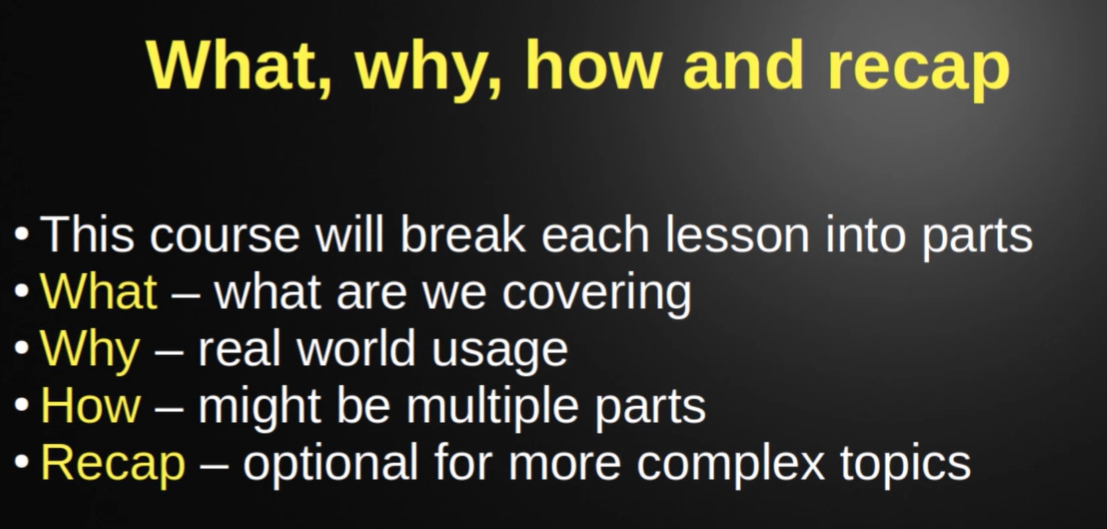 What, why, how and recap
• This course will break each lesson into parts
• What – what are we covering
• Why – real world usage
• How – might be multiple parts
• Recap – optional for more complex topics